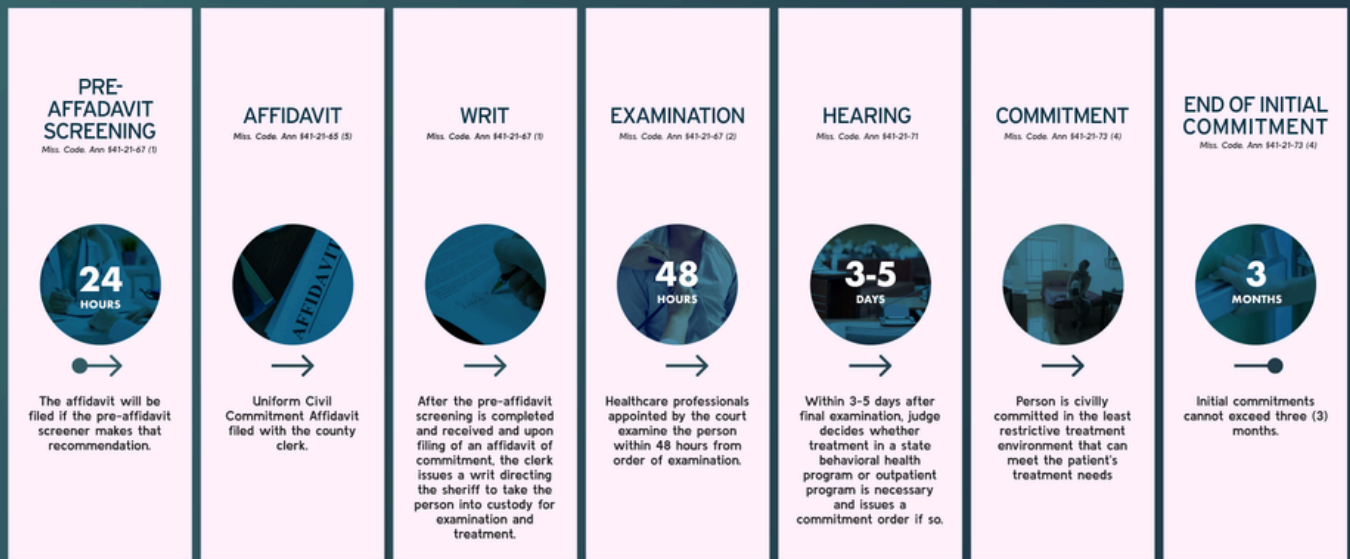 PRE-
AFFADAVIT
SCREENING
Miss. Code. Ann §41-21-67 (1)
24
HOURS
The affidavit will be
filed if the pre-affidavit
screener makes that
recommendation.
AFFIDAVIT
Miss. Code. Ann §41-21-65 (5)
AFFIDAVIT
Uniform Civil
Commitment Affidavit
filed with the county
clerk.
WRIT
Miss. Code. Ann §41-21-67 (1)
After the pre-affidavit
screening is completed
and received and upon
filing of an affidavit of
commitment, the clerk
issues a writ directing
the sheriff to take the
person into custody for
examination and
treatment.
EXAMINATION
Miss. Code. Ann §41-21-67 (2)
48
HOURS
Healthcare professionals
appointed by the court
examine the person
within 48 hours from
order of examination.
HEARING
Miss. Code. Ann §41-21-71
3-5
DAYS
Within 3-5 days after
final examination, judge
decides whether
treatment in a state
behavioral health
program or outpatient
program is necessary
and issues a
commitment order if so.
COMMITMENT
Miss. Code. Ann §41-21-73 (4)
Person is civilly
committed in the least
restrictive treatment
environment that can
meet the patient's
treatment needs
END OF INITIAL
COMMITMENT
Miss. Code. Ann §41-21-73 (4)
3
MONTHS
Initial commitments
cannot exceed three (3)
months.